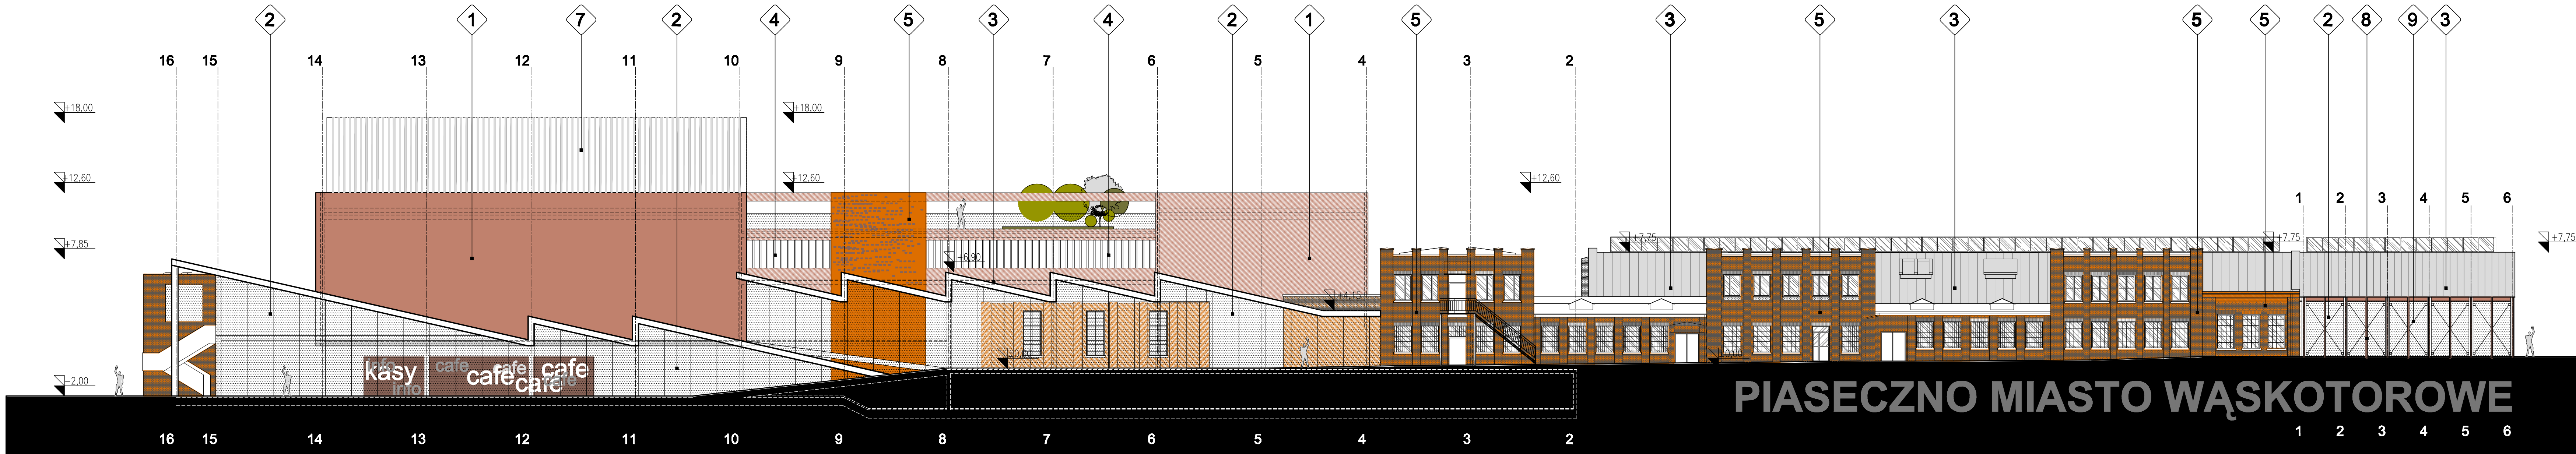 2 1 7 2 4 5 3 4 2 1 5 3 5 3 5 5 2 8 9 3
16 15 14 13 12 11 10 9 8 7 6 5 4 3 2
+18,00 +18,00
+12,60 +12,60 +12,60
1 2 3 4 5 6
+7,85 +7,75 +7,75 +7,75
+6,90
+4,15
kasy info cafe cafe cafe cafe cafe
info
-2,00
PIASECZNO MIASTO WĄSKOTOROWE
16 15 14 13 12 11 10 9 8 7 6 5 4 3 2 1 2 3 4 5 6